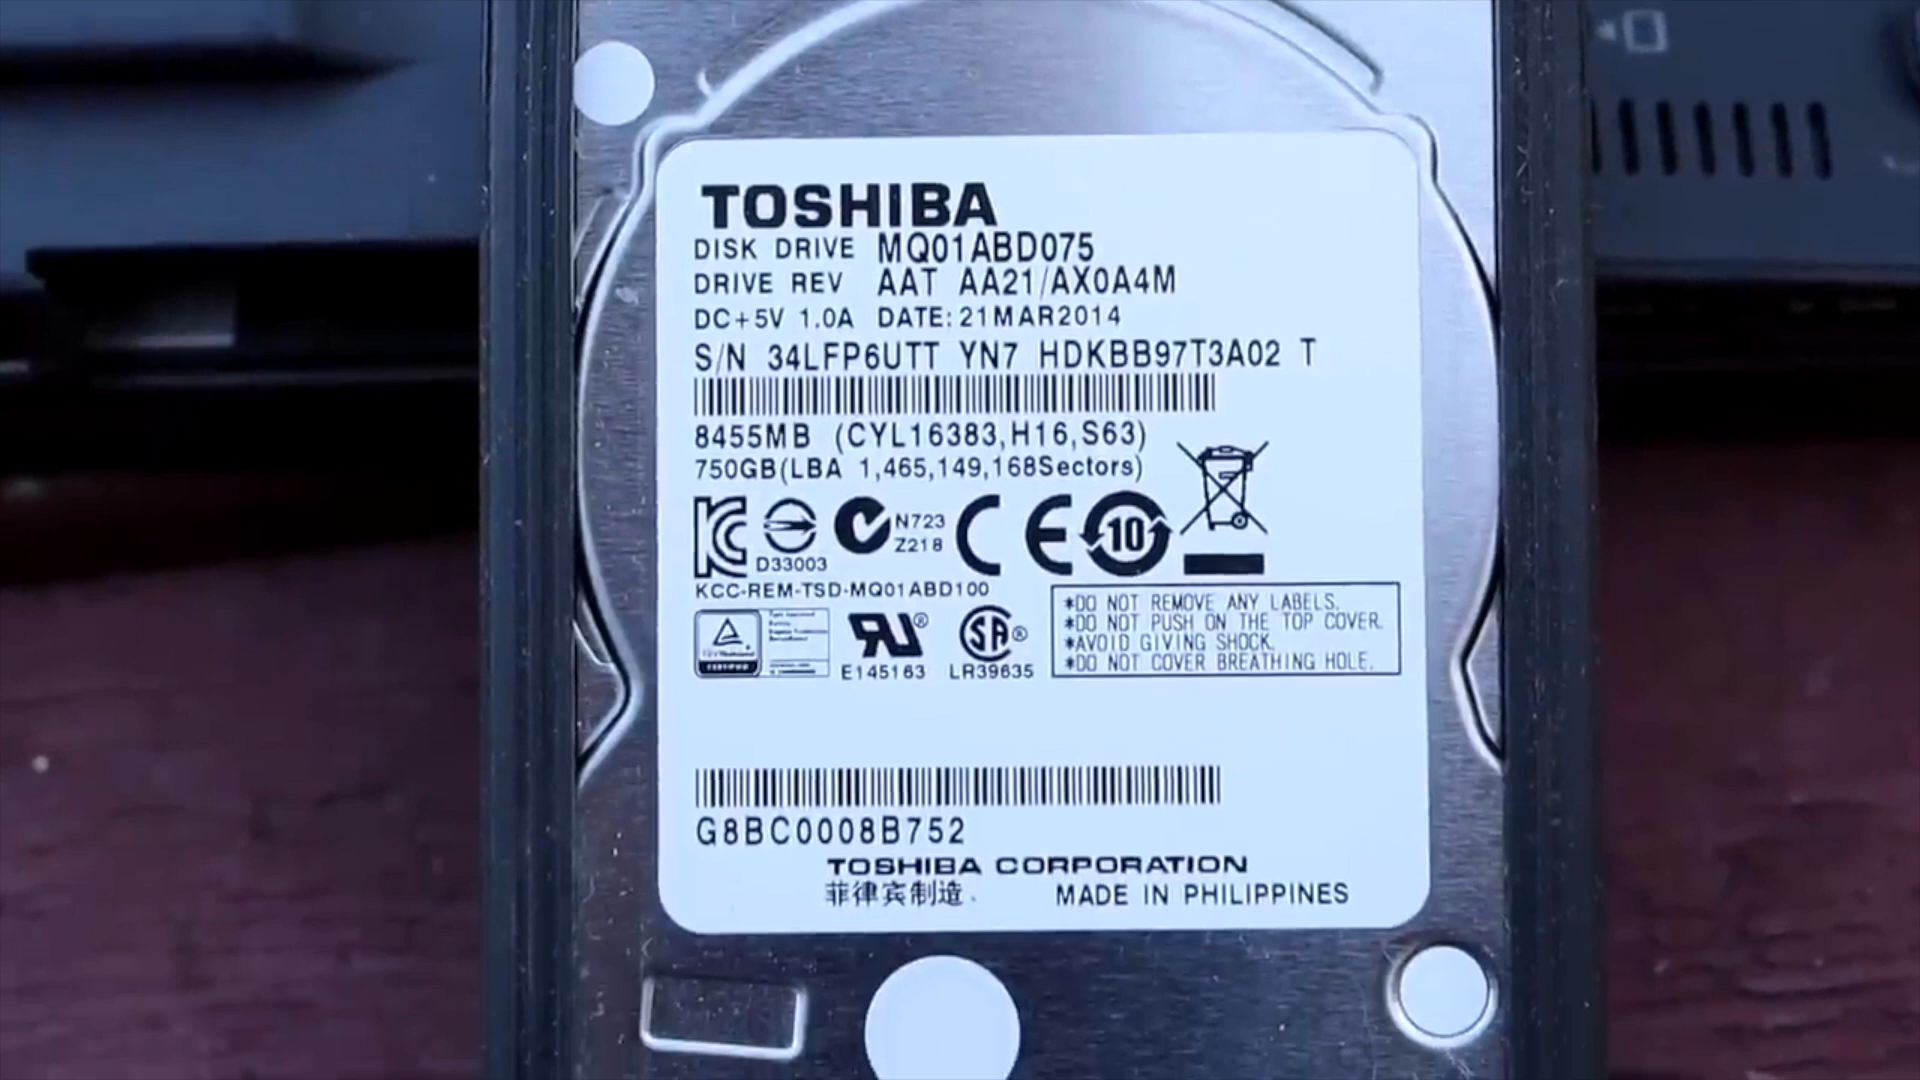 TOSHIBA
DISK DRIVE MQ01ABD075
DRIVE REV AAT AA21/AX0A4M
DC+5V 1.0A DATE:21MAR2014
S/N 34LFP6UTT YN7 HDKBB97T3A02 T
8455MB (CYL16383,H16,S63)
750GB(LBA 1,465,149,168Sectors)
D33003
N723
Z218
CE
10
KCC-REM-TSD-MQ01ABD100
E145163
SA®
LR39635
*DO NOT REMOVE ANY LABELS.
*DO NOT PUSH ON THE TOP COVER.
*AVOID GIVING SHOCK.
*DO NOT COVER BREATHING HOLE.
G8BC0008B752
TOSHIBA CORPORATION
菲律宾制造.
MADE IN PHILIPPINES